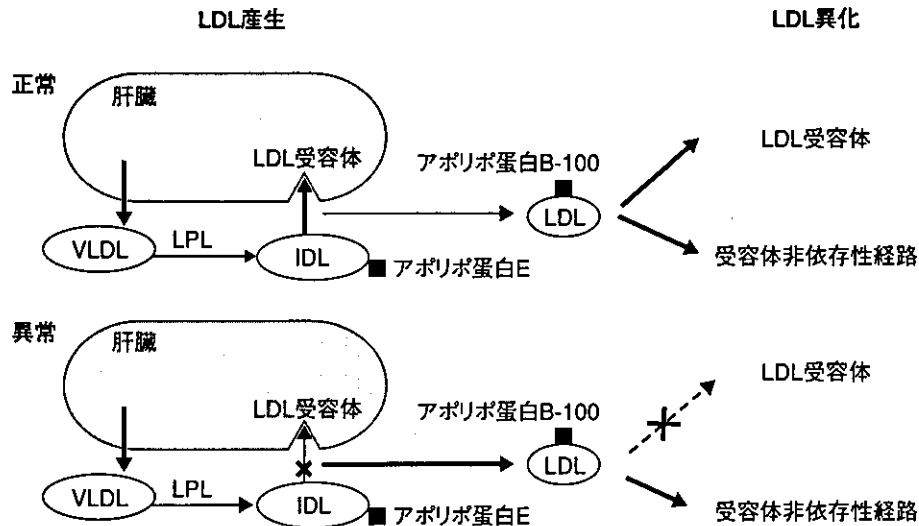 LDL産生
LDL異化
正常
肝臓
LDL受容体
LDL受容体
アポリポ蛋白B-100
LDL
VLDL
LPL
IDL
アポリポ蛋白E
受容体非依存性経路
異常
肝臓
LDL受容体
LDL受容体
アポリポ蛋白B-100
LDL
VLDL
LPL
IDL
アポリポ蛋白E
受容体非依存性経路